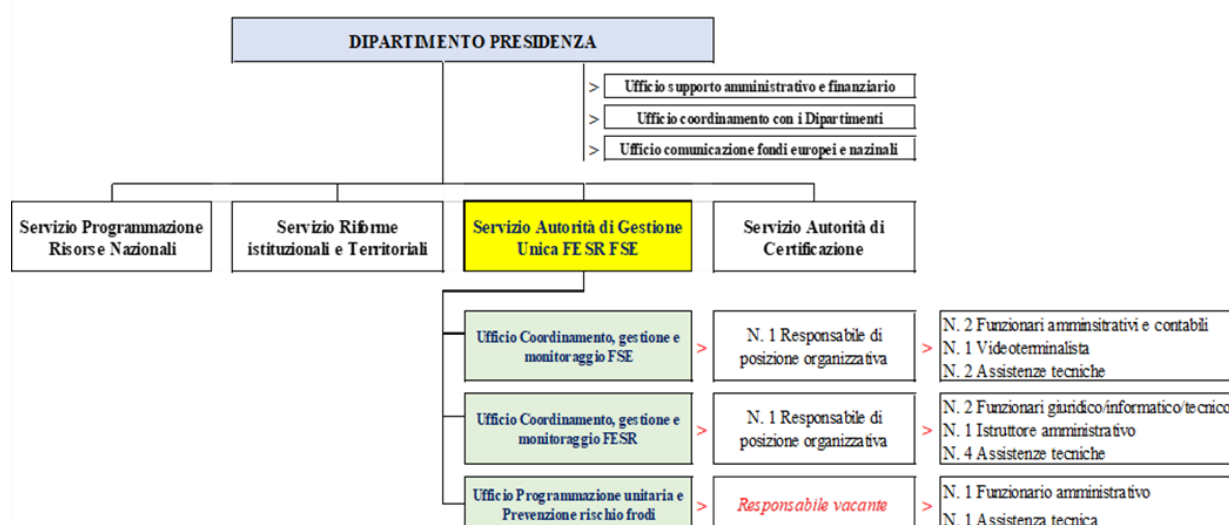 DIPARTIMENTO PRESIDENZA
> Ufficio supporto amministrativo e finanziario
> Ufficio coordinamento con i Dipartimenti
> Ufficio comunicazione fondi europei e nazinali
Servizio Programmazione
Risorse Nazionali
Servizio Riforme
istituzionali e Territoriali
Servizio Autorità di Gestione
Unica FESR FSE
Servizio Autorità di
Certificazione
Ufficio Coordinamento, gestione e
monitoraggio FSE
>
N. 1 Responsabile di
posizione organizzativa
>
N. 2 Funzionari amminsitrativi e contabili
N. 1 Videoterminalista
N. 2 Assistenze tecniche
Ufficio Coordinamento, gestione e
monitoraggio FESR
>
N. 1 Responsabile di
posizione organizzativa
>
N. 2 Funzionari giuridico/informatico/tecnico
N. 1 Istruttore amministrativo
N. 4 Assistenze tecniche
Ufficio Programmazione unitaria e
Prevenzione rischio frodi
>
Responsabile vacante
>
N. 1 Funzionario amministrativo
N. 1 Assistenza tecnica